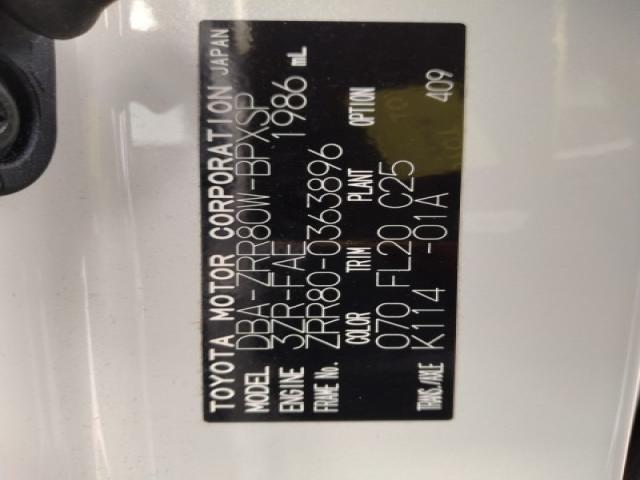 TOYOTA MOTOR CORPORATION JAPAN
MODEL DBA-ZRR80W-BPXSP
ENGINE 3ZR-FAE 1986 mL
FRAME No. ZRR80-0363896
COLOR TRIM PLANT OPTION
070 FL20 C25
TRANS./AXLE K114 -01A 409